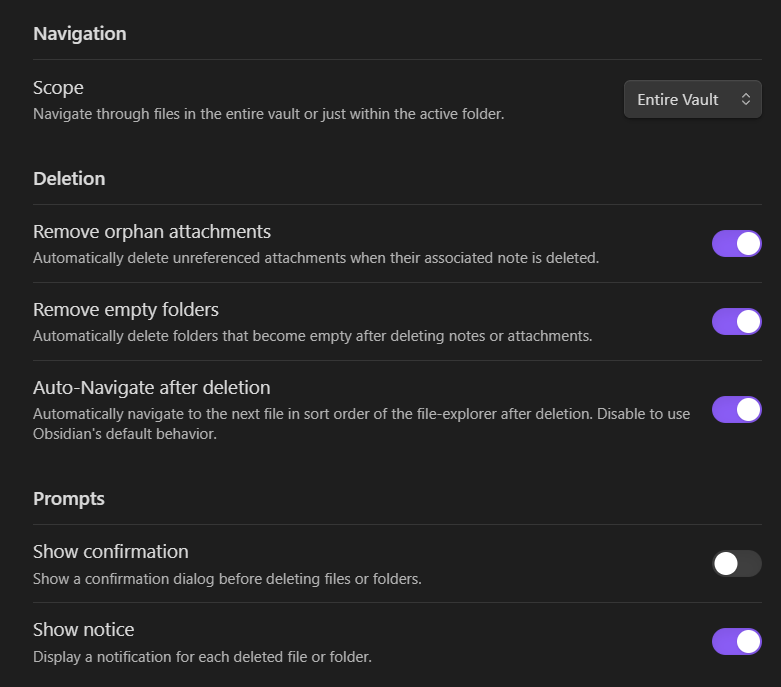 Navigation
Scope
Navigate through files in the entire vault or just within the active folder.
Entire Vault
Deletion
Remove orphan attachments
Automatically delete unreferenced attachments when their associated note is deleted.
Remove empty folders
Automatically delete folders that become empty after deleting notes or attachments.
Auto-Navigate after deletion
Automatically navigate to the next file in sort order of the file-explorer after deletion. Disable to use
Obsidian's default behavior.
Prompts
Show confirmation
Show a confirmation dialog before deleting files or folders.
Show notice
Display a notification for each deleted file or folder.